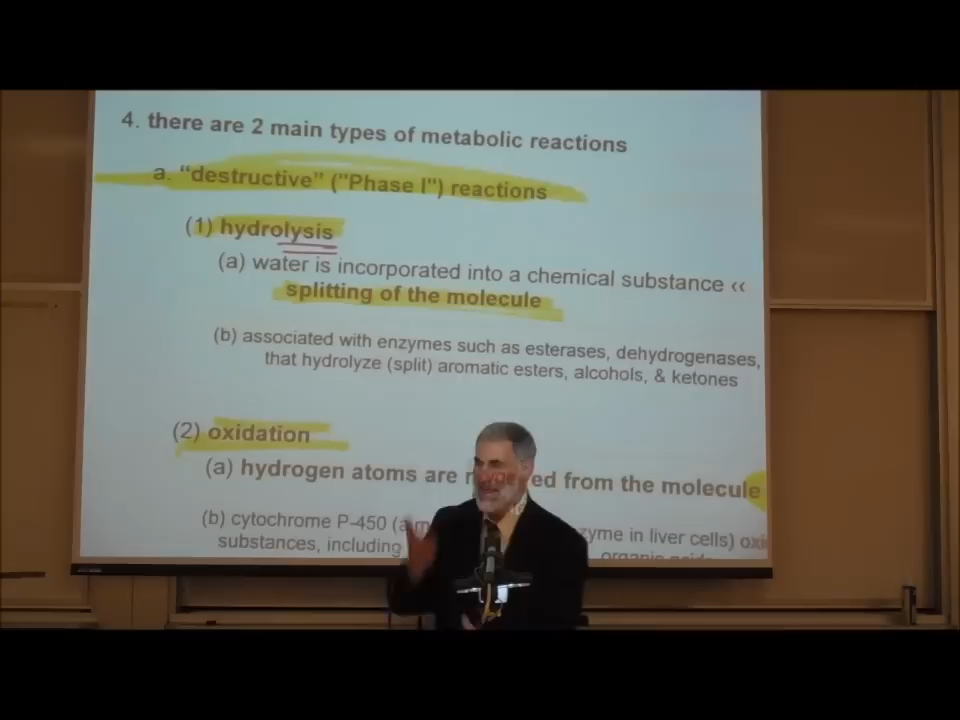 4. there are 2 main types of metabolic reactions
a. “destructive” ("Phase I") reactions
(1) hydrolysis
(a) water is incorporated into a chemical substance «
splitting of the molecule
(b) associated with enzymes such as esterases, dehydrogenases,
that hydrolyze (split) aromatic esters, alcohols, & ketones
(2) oxidation
(a) hydrogen atoms are ed from the molecule
(b) cytochrome P-450 (a zyme in liver cells)
substances, including organic acids